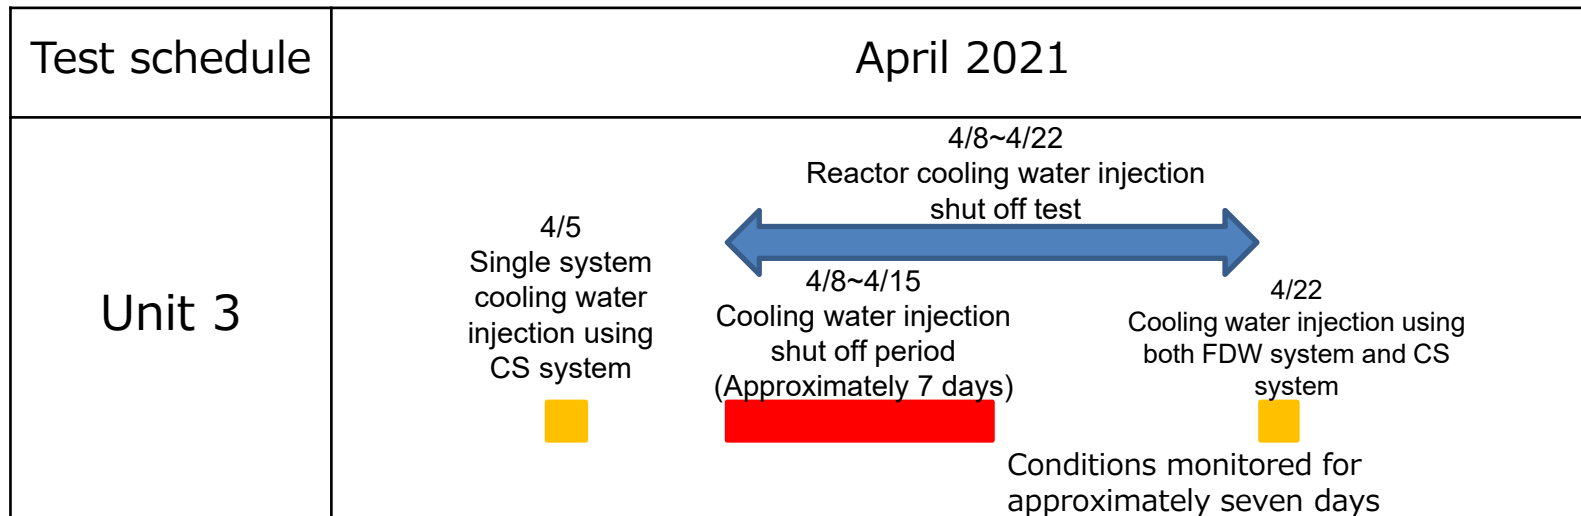 Test schedule
April 2021
Unit 3
4/5
Single system
cooling water
injection using
CS system
4/8~4/22
Reactor cooling water injection
shut off test
4/8~4/15
Cooling water injection
shut off period
(Approximately 7 days)
4/22
Cooling water injection using
both FDW system and CS
system
Conditions monitored for
approximately seven days